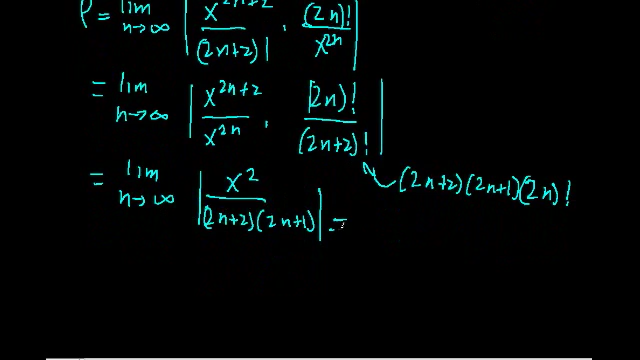 ρ = lim n→∞ | x^(2n+2) / (2n+2)! · (2n)! / x^(2n) |
= lim n→∞ | x^(2n+2) / x^(2n) · (2n)! / (2n+2)! |
(2n+2)(2n+1)(2n)!
= lim n→∞ | x^2 / (2n+2)(2n+1) | =